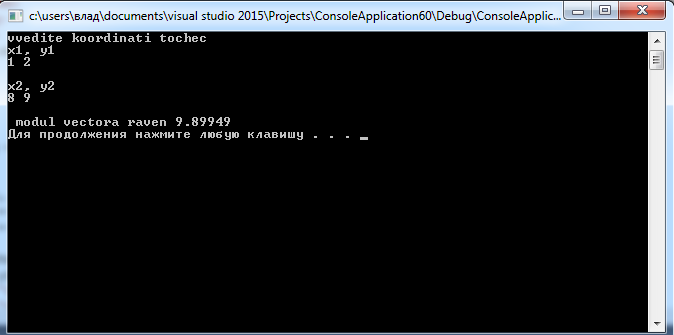 c:\users\влад\documents\visual studio 2015\Projects\ConsoleApplication60\Debug\ConsoleApplic...
vvedite koordinati tochec
x1, y1
1 2
x2, y2
8 9
modul vectora raven 9.89949
Для продолжения нажмите любую клавишу . . . _